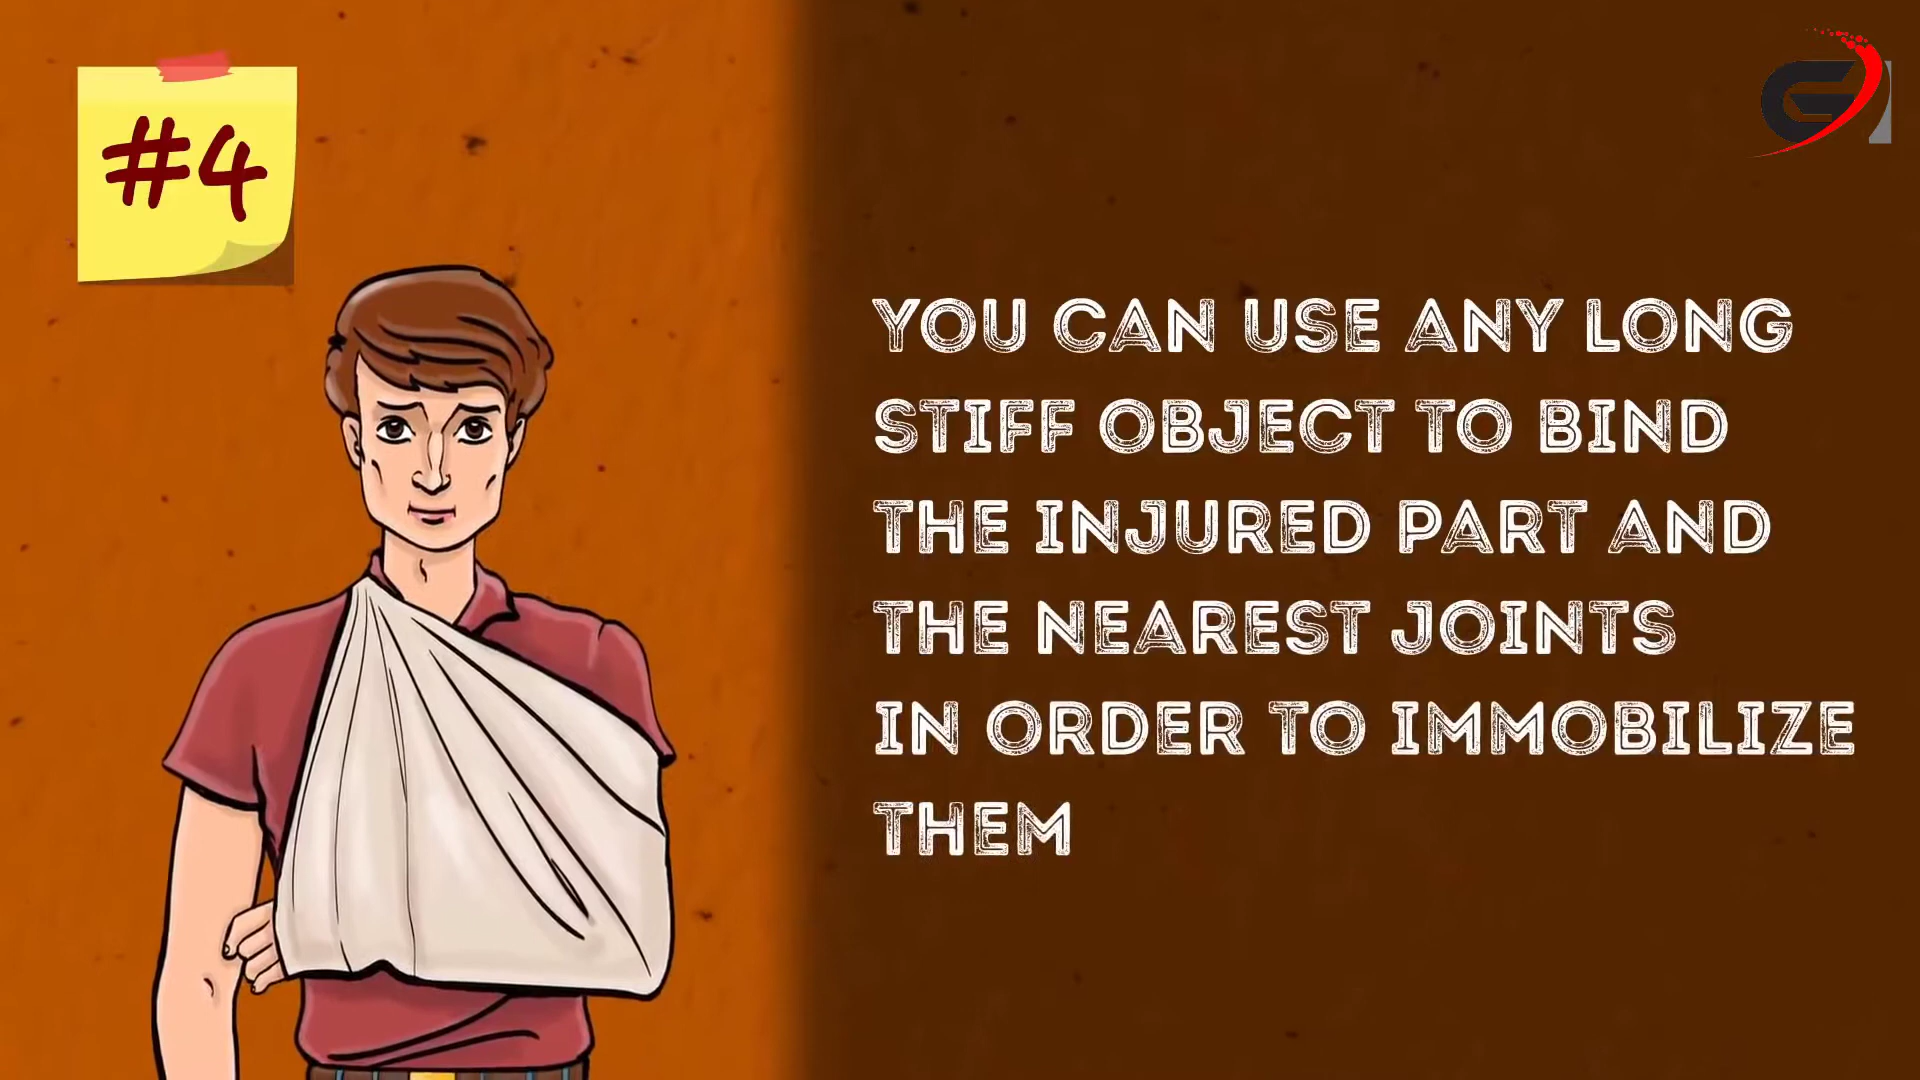 #4
YOU CAN USE ANY LONG
STIFF OBJECT TO BIND
THE INJURED PART AND
THE NEAREST JOINTS
IN ORDER TO IMMOBILIZE
THEM